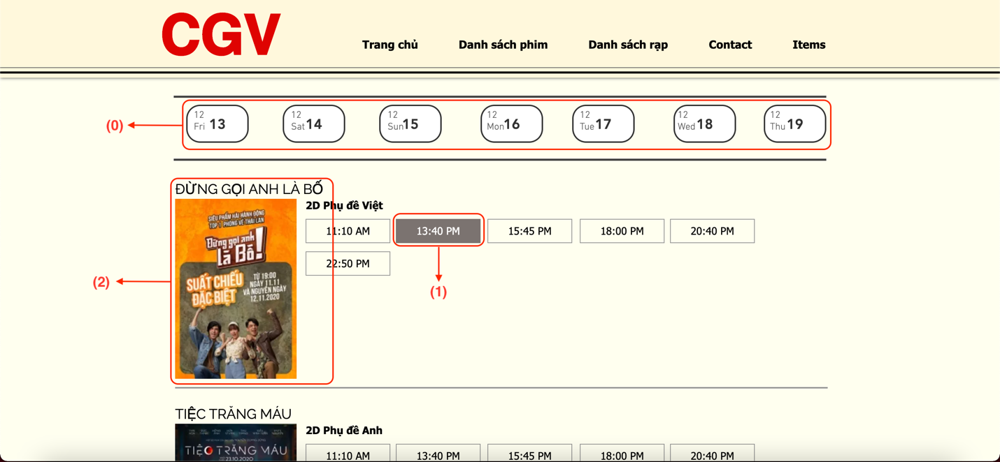 CGV
Trang chủ Danh sách phim Danh sách rạp Contact Items
12 12 12 12 12 12 12
Fri 13 Sat 14 Sun 15 Mon 16 Tue 17 Wed 18 Thu 19
(0)
ĐỪNG GỌI ANH LÀ BỐ
2D Phụ đề Việt
11:10 AM 13:40 PM 15:45 PM 18:00 PM 20:40 PM
22:50 PM
(1)
(2)
SIÊU PHẨM HÀI HÀNH ĐỘNG
TOP 1 PHÒNG VÉ THÁI LAN
Đừng gọi anh
là Bố!
SUẤT CHIẾU
ĐẶC BIỆT
TỪ 19:00
NGÀY 11.11
VÀ NGUYÊN NGÀY
12.11.2020
TIỆC TRĂNG MÁU
2D Phụ đề Anh
11:10 AM 13:40 PM 15:45 PM 18:00 PM 20:40 PM
TIỆC TRĂNG MÁU
23.10.2020